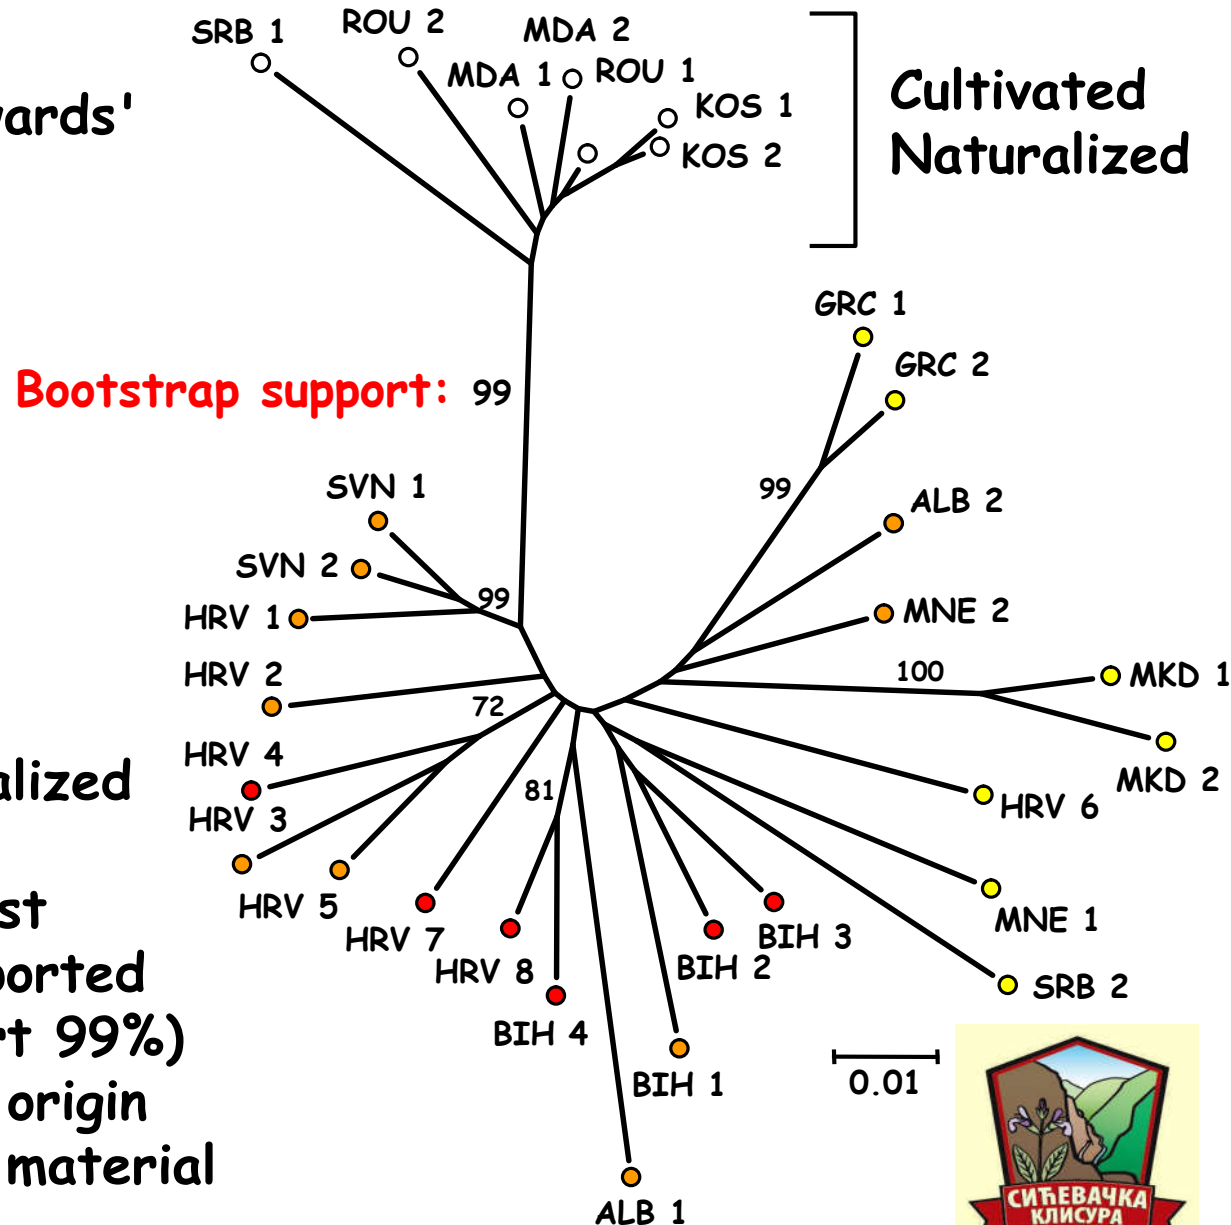 SRB 1
ROU 2
MDA 2
MDA 1
ROU 1
KOS 1
KOS 2
wards'
Cultivated
Naturalized
GRC 1
GRC 2
Bootstrap support: 99
SVN 1
99
ALB 2
SVN 2
99
HRV 1
MNE 2
HRV 2
100
MKD 1
72
HRV 4
alized
MKD 2
81
HRV 6
HRV 3
HRV 5
st
MNE 1
HRV 7
BIH 3
HRV 8
BIH 2
ported
SRB 2
BIH 4
rt 99%)
BIH 1
0.01
origin
material
ALB 1
СИЋЕВАЧКА
КЛИСУРА